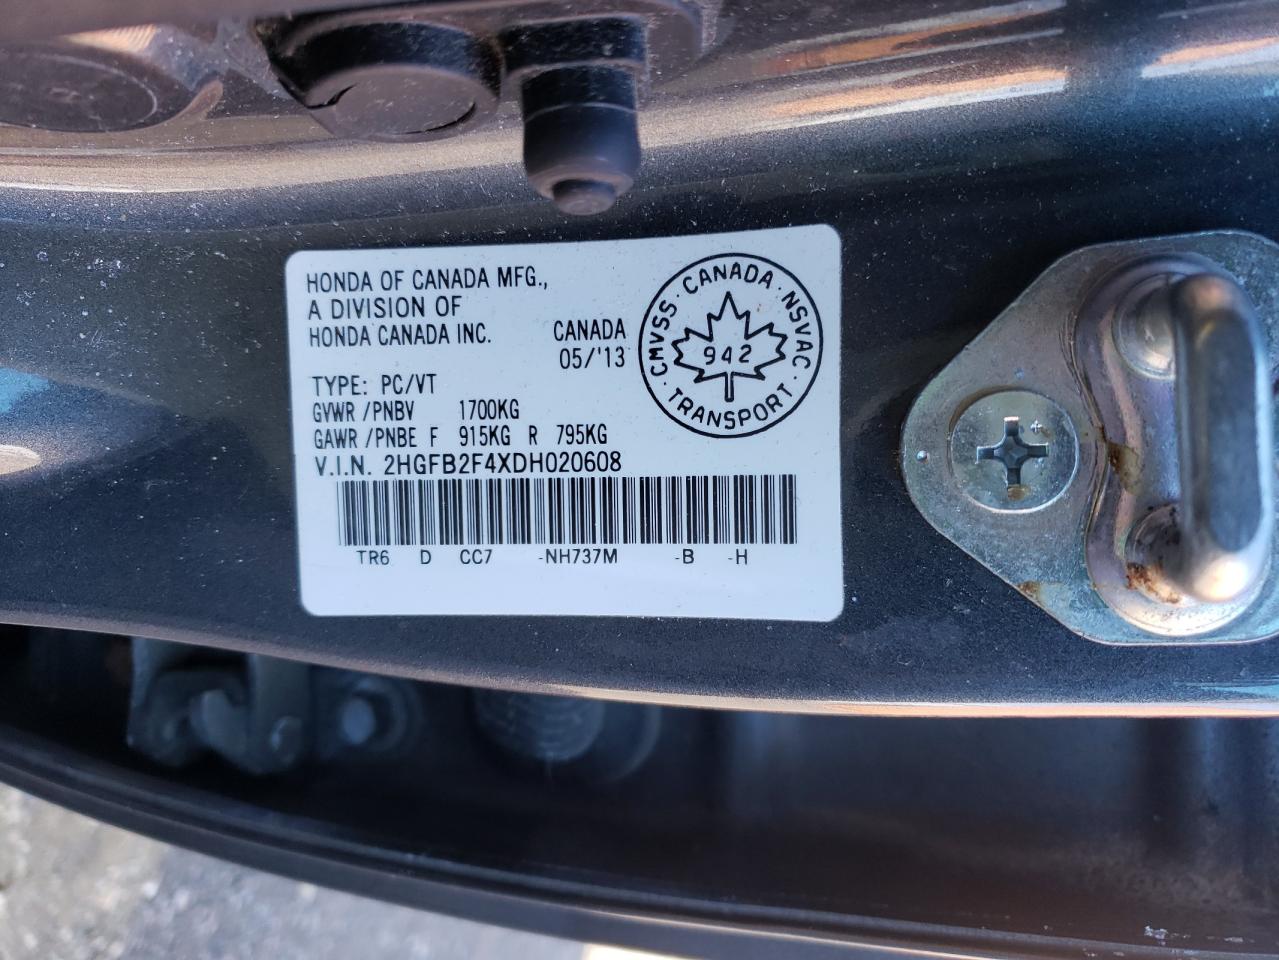 HONDA OF CANADA MFG.,
A DIVISION OF
HONDA CANADA INC.
CANADA
05/'13
CMVSS · CANADA · NSVAC · TRANSPORT ·
942
TYPE: PC/VT
GVWR /PNBV 1700KG
GAWR /PNBE F 915KG R 795KG
V.I.N. 2HGFB2F4XDH020608
TR6 D CC7 -NH737M -B -H